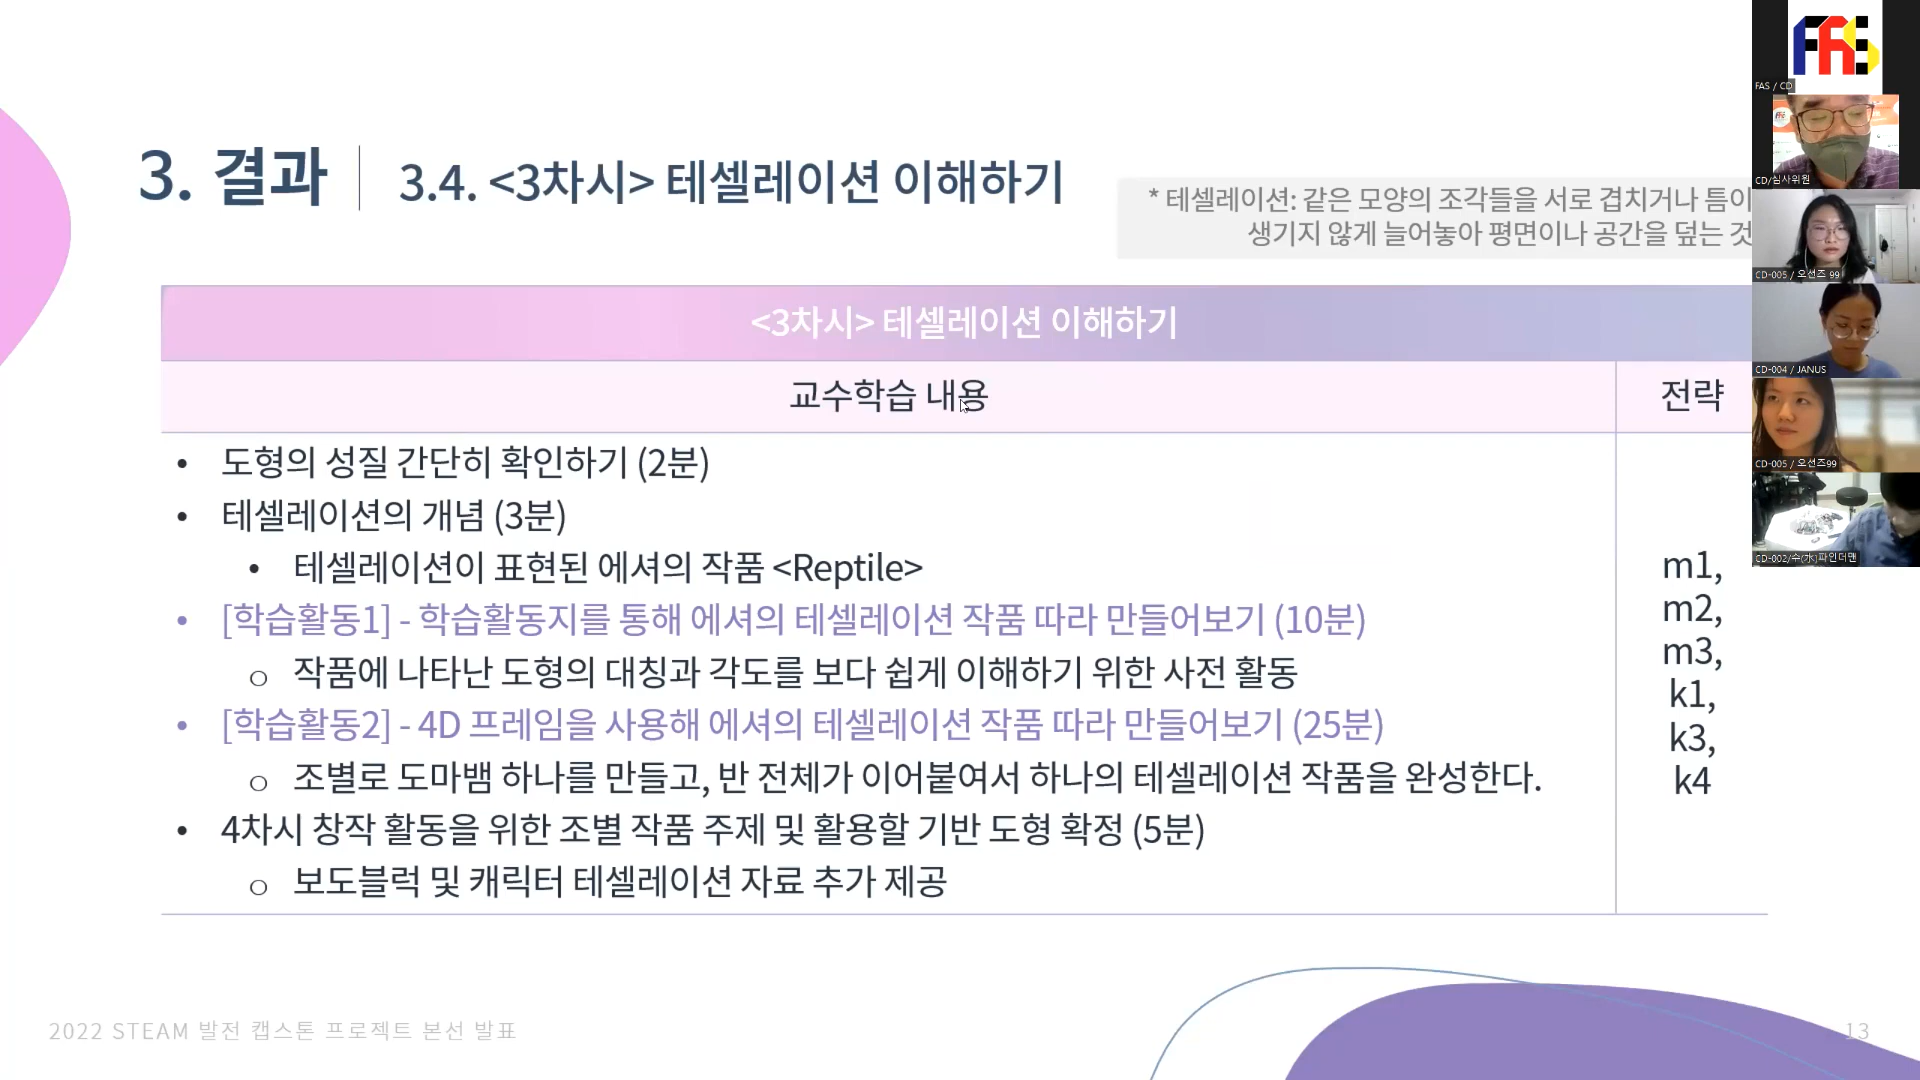 3. 결과
3.4. <3차시> 테셀레이션 이해하기
* 테셀레이션: 같은 모양의 조각들을 서로 겹치거나 틈이
생기지 않게 늘어놓아 평면이나 공간을 덮는 것
<3차시> 테셀레이션 이해하기
교수학습 내용
전략
• 도형의 성질 간단히 확인하기 (2분)
• 테셀레이션의 개념 (3분)
• 테셀레이션이 표현된 에셔의 작품 <Reptile>
• [학습활동1] - 학습활동지를 통해 에셔의 테셀레이션 작품 따라 만들어보기 (10분)
o 작품에 나타난 도형의 대칭과 각도를 보다 쉽게 이해하기 위한 사전 활동
• [학습활동2] - 4D 프레임을 사용해 에셔의 테셀레이션 작품 따라 만들어보기 (25분)
o 조별로 도마뱀 하나를 만들고, 반 전체가 이어붙여서 하나의 테셀레이션 작품을 완성한다.
• 4차시 창작 활동을 위한 조별 작품 주제 및 활용할 기반 도형 확정 (5분)
o 보도블럭 및 캐릭터 테셀레이션 자료 추가 제공
m1,
m2,
m3,
k1,
k3,
k4
2022 STEAM 발전 캡스톤 프로젝트 본선 발표
13
FAS
FAS / CD
CD/심사위원
CD-005 / 오선즈 99
CD-004 / JANUS
CD-005 / 오선즈99
CD-002/수(水)파인더맨